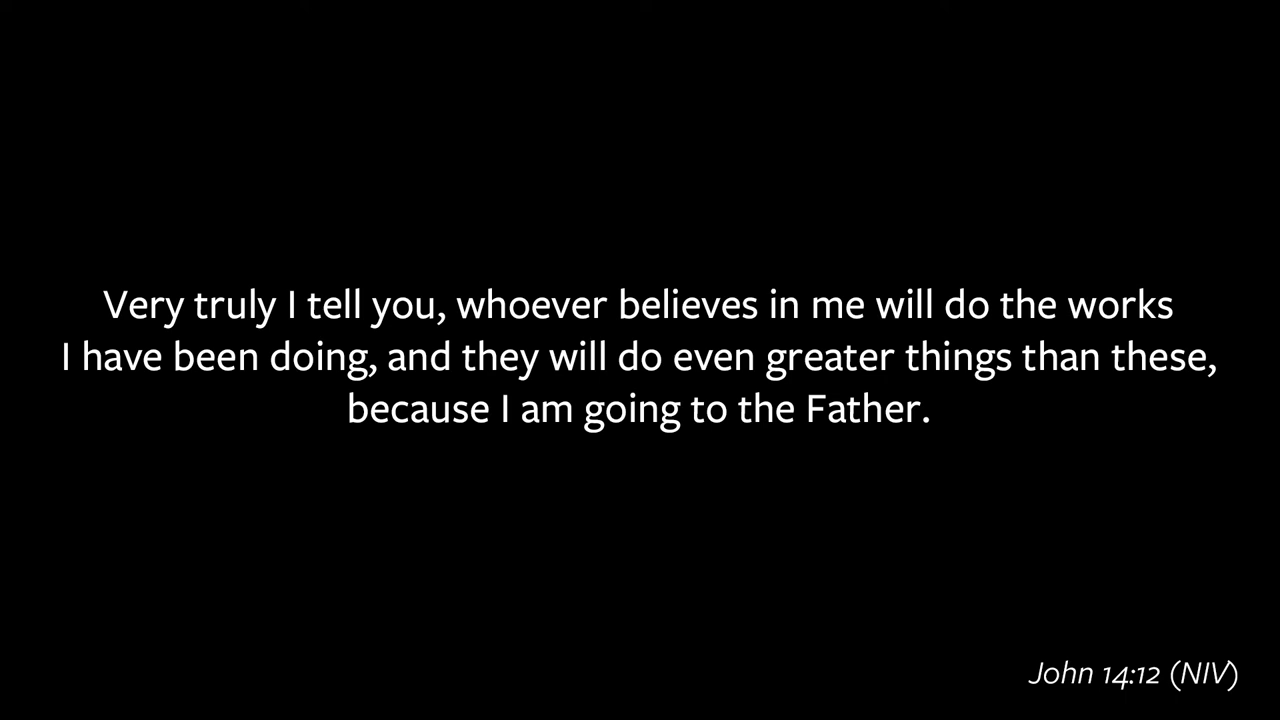 Very truly I tell you, whoever believes in me will do the works
I have been doing, and they will do even greater things than these,
because I am going to the Father.
John 14:12 (NIV)